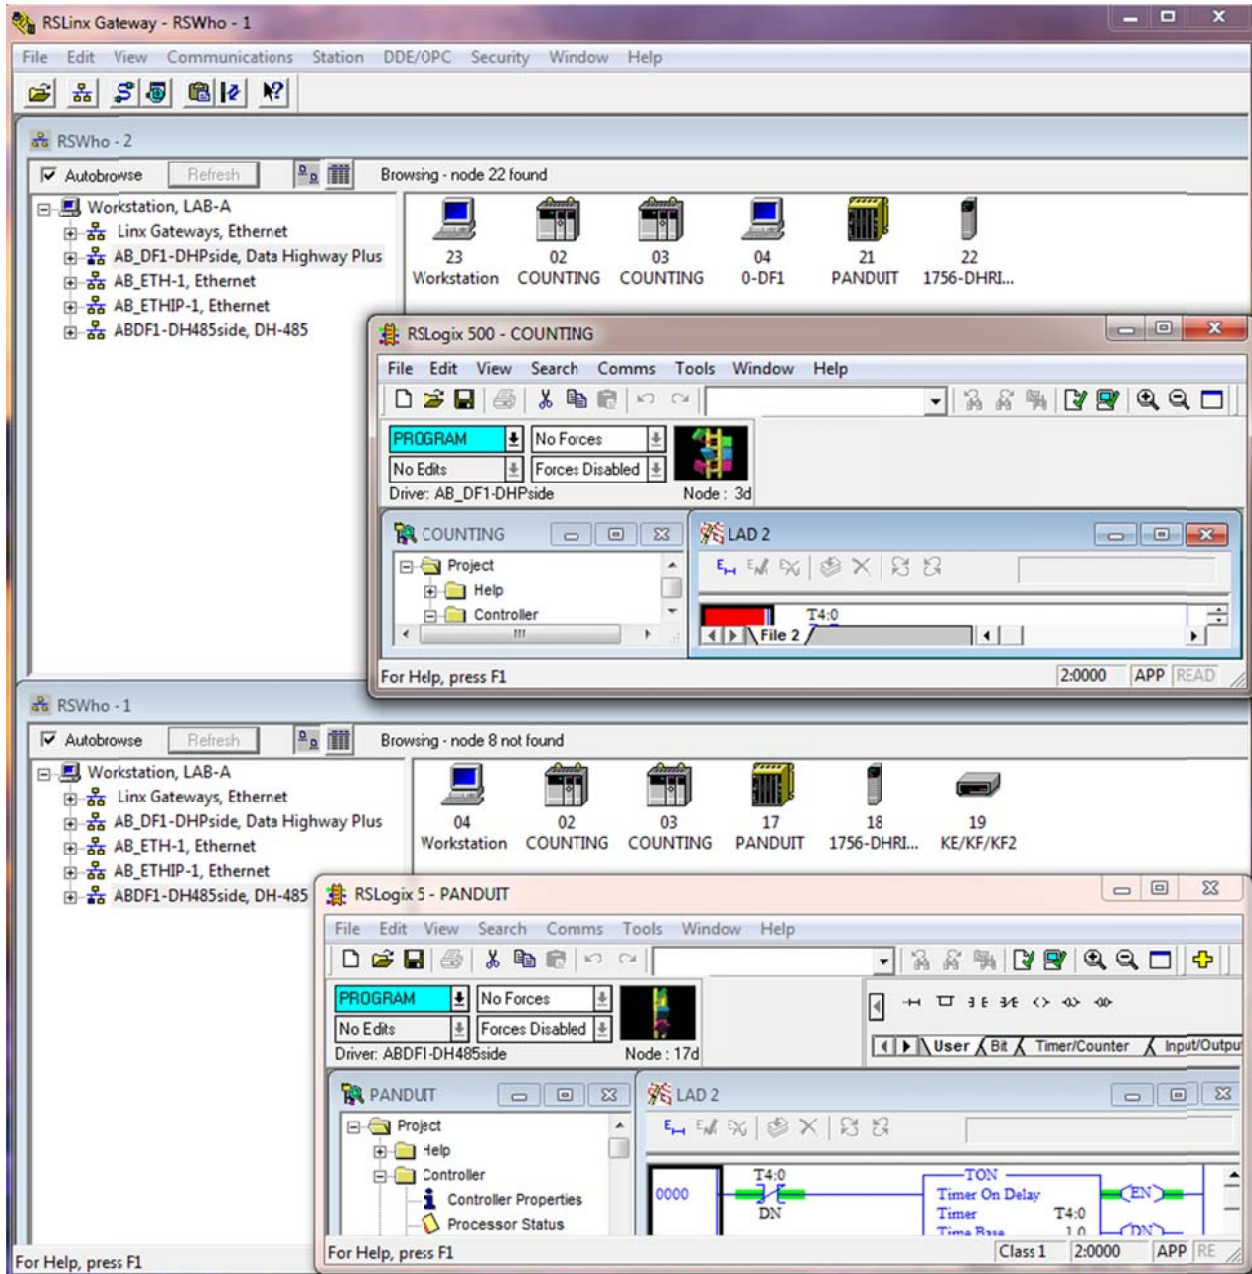 RSLinx Gateway - RSWho - 1
File Edit View Communications Station DDE/OPC Security Window Help
RSWho - 2
Autobrowse Refresh Browsing - node 22 found
Workstation, LAB-A
Linx Gateways, Ethernet
AB_DF1-DHPside, Data Highway Plus
AB_ETH-1, Ethernet
AB_ETHIP-1, Ethernet
ABDF1-DH485side, DH-485
23 02 03 04 21 22
Workstation COUNTING COUNTING 0-DF1 PANDUIT 1756-DHRI...
RSLogix 500 - COUNTING
File Edit View Search Comms Tools Window Help
PROGRAM No Forces
No Edits Forces Disabled
Drive: AB_DF1-DHPside Node : 3d
COUNTING
Project
Help
Controller
LAD 2
T4:0
File 2
For Help, press F1 2:0000 APP READ
RSWho - 1
Autobrowse Refresh Browsing - node 8 not found
Workstation, LAB-A
Linx Gateways, Ethernet
AB_DF1-DHPside, Data Highway Plus
AB_ETH-1, Ethernet
AB_ETHIP-1, Ethernet
ABDF1-DH485side, DH-485
04 02 03 17 18 19
Workstation COUNTING COUNTING PANDUIT 1756-DHRI... KE/KF/KF2
RSLogix 5 - PANDUIT
File Edit View Search Comms Tools Window Help
PROGRAM No Forces
No Edits Forces Disabled
Driver: ABDF1-DH485side Node : 17d
User Bit Timer/Counter Input/Outpu
PANDUIT
Project
Help
Controller
Controller Properties
Processor Status
LAD 2
0000
T4:0
DN
TON
Timer On Delay
Timer T4:0
Time Base 1.0
EN
DN
For Help, press F1 Class 1 2:0000 APP RE
For Help, press F1